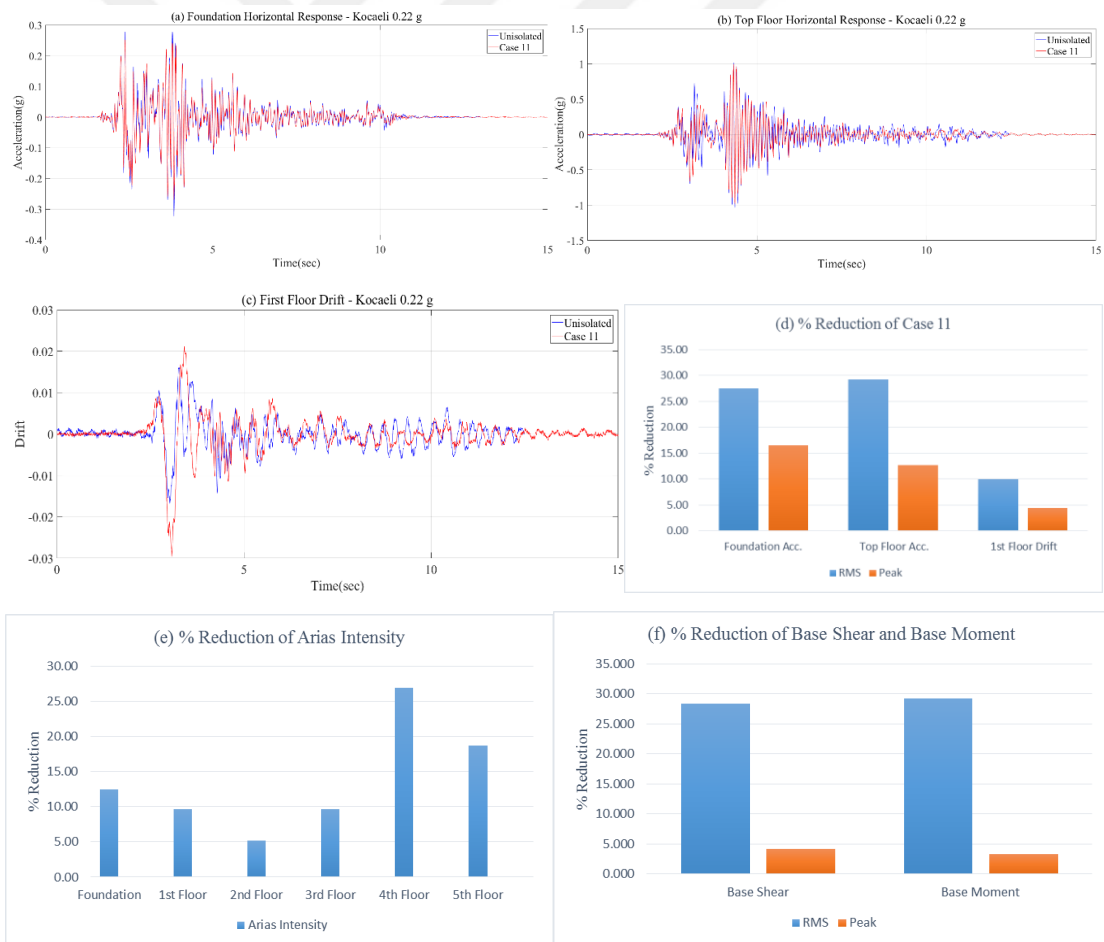 (a) Foundation Horizontal Response - Kocaeli 0.22 g
0.3
0.2
0.1
0
-0.1
-0.2
-0.3
-0.4
Acceleration(g)
Unisolated
Case 11
0
5
10
15
Time(sec)
(b) Top Floor Horizontal Response - Kocaeli 0.22 g
1.5
1
0.5
0
-0.5
-1
-1.5
Acceleration(g)
Unisolated
Case 11
0
5
10
15
Time(sec)
(c) First Floor Drift - Kocaeli 0.22 g
0.03
0.02
0.01
0
-0.01
-0.02
-0.03
Drift
Unisolated
Case 11
0
5
10
15
Time(sec)
(d) % Reduction of Case 11
35.00
30.00
25.00
20.00
15.00
10.00
5.00
0.00
% Reduction
Foundation Acc.
Top Floor Acc.
1st Floor Drift
RMS
Peak
(e) % Reduction of Arias Intensity
30.00
25.00
20.00
15.00
10.00
5.00
0.00
% Reduction
Foundation
1st Floor
2nd Floor
3rd Floor
4th Floor
5th Floor
Arias Intensity
(f) % Reduction of Base Shear and Base Moment
35.000
30.000
25.000
20.000
15.000
10.000
5.000
0.000
% Reduction
Base Shear
Base Moment
RMS
Peak